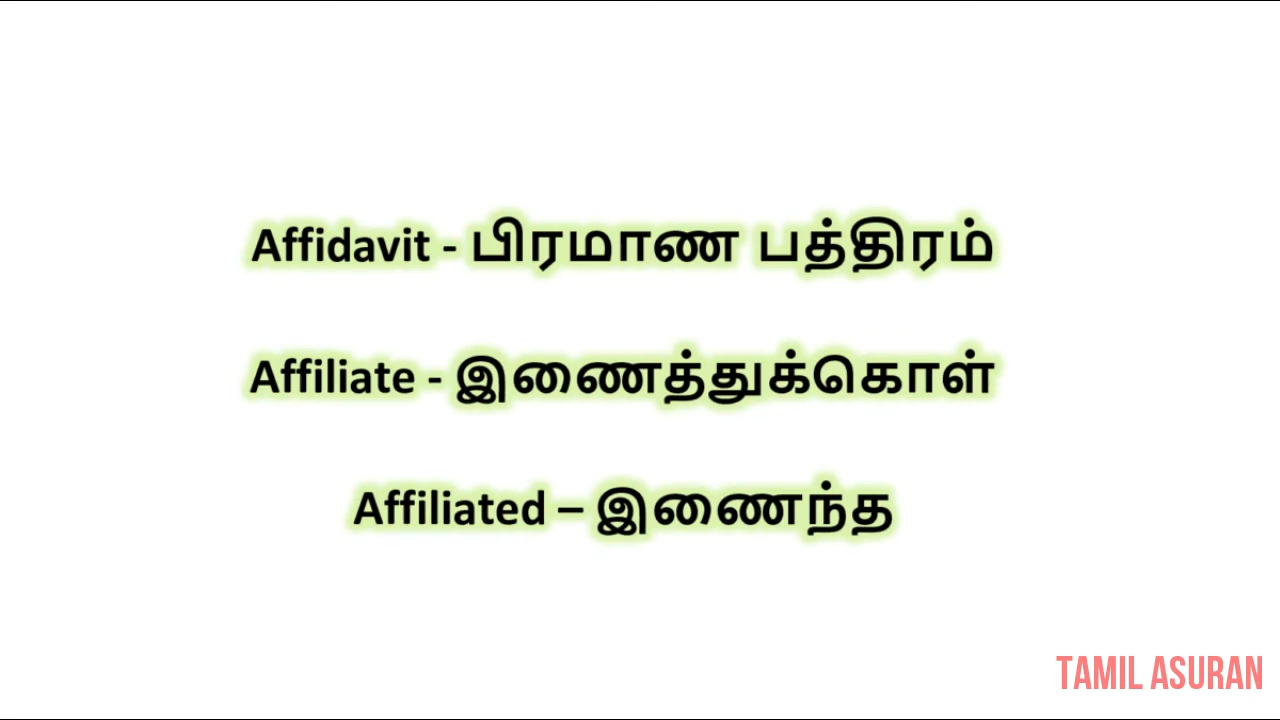 Affidavit - பிரமாண பத்திரம்
Affiliate - இணைத்துக்கொள்
Affiliated – இணைந்த
TAMIL ASURAN